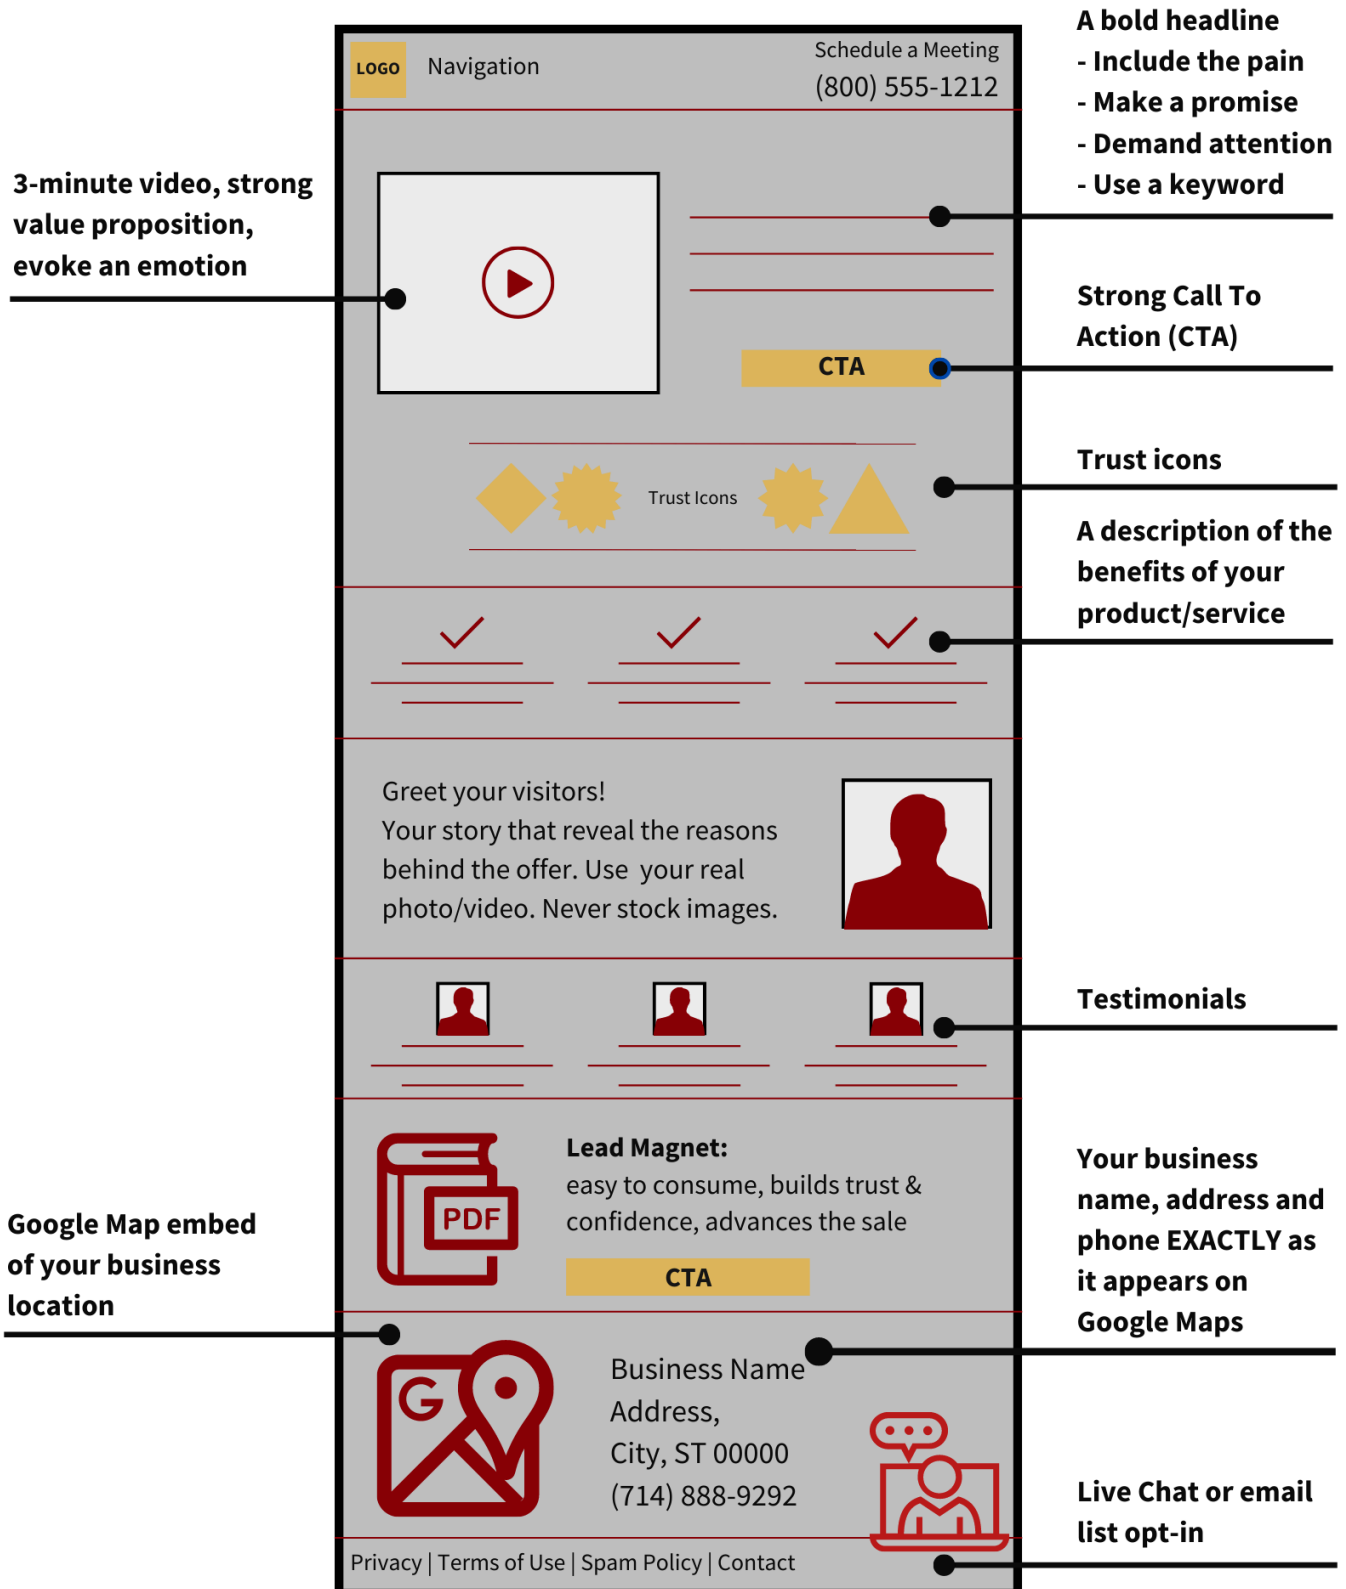 A bold headline
- Include the pain
- Make a promise
- Demand attention
- Use a keyword
LOGO
Navigation
Schedule a Meeting
(800) 555-1212
3-minute video, strong
value proposition,
evoke an emotion
Strong Call To
Action (CTA)
CTA
Trust icons
Trust Icons
A description of the
benefits of your
product/service
Greet your visitors!
Your story that reveal the reasons
behind the offer. Use  your real
photo/video. Never stock images.
Testimonials
Lead Magnet:
easy to consume, builds trust &
confidence, advances the sale
PDF
CTA
Your business
name, address and
phone EXACTLY as
it appears on
Google Maps
Google Map embed
of your business
location
G
Business Name
Address,
City, ST 00000
(714) 888-9292
Live Chat or email
list opt-in
Privacy | Terms of Use | Spam Policy | Contact